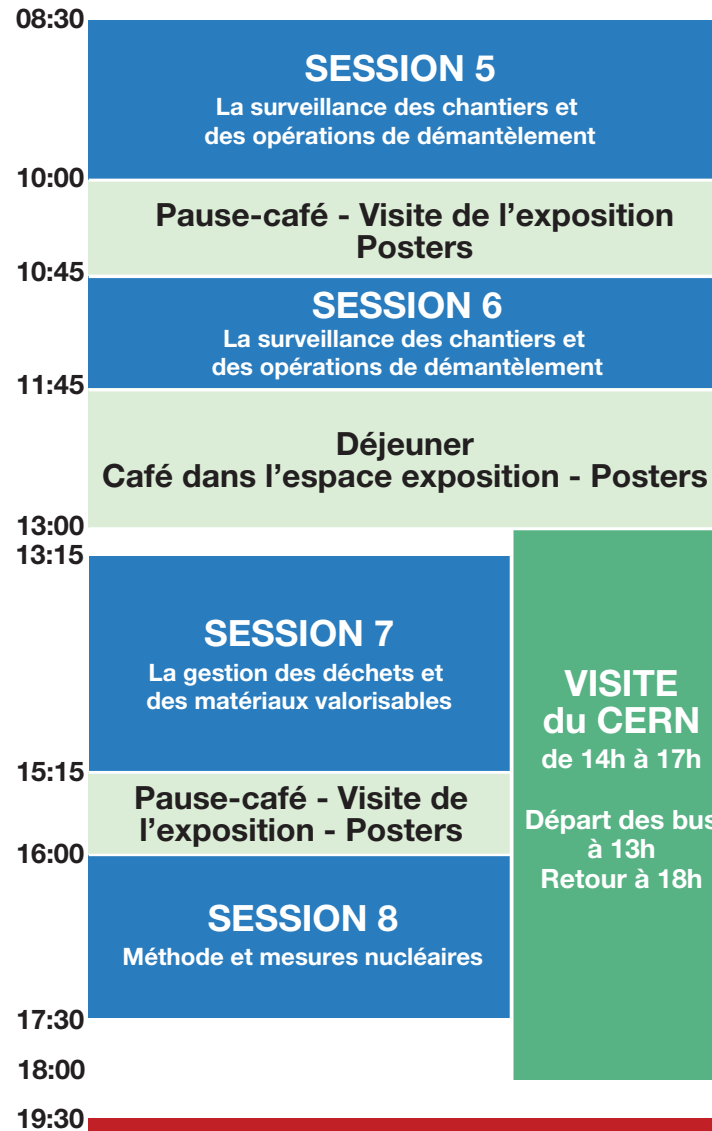 08:30
SESSION 5
La surveillance des chantiers et
des opérations de démantèlement
10:00
Pause-café - Visite de l’exposition
Posters
10:45
SESSION 6
La surveillance des chantiers et
des opérations de démantèlement
11:45
Déjeuner
Café dans l’espace exposition - Posters
13:00
13:15
SESSION 7
La gestion des déchets et
des matériaux valorisables
15:15
Pause-café - Visite de
l’exposition - Posters
16:00
SESSION 8
Méthode et mesures nucléaires
17:30
VISITE
du CERN
de 14h à 17h
Départ des bus
à 13h
Retour à 18h
18:00
19:30